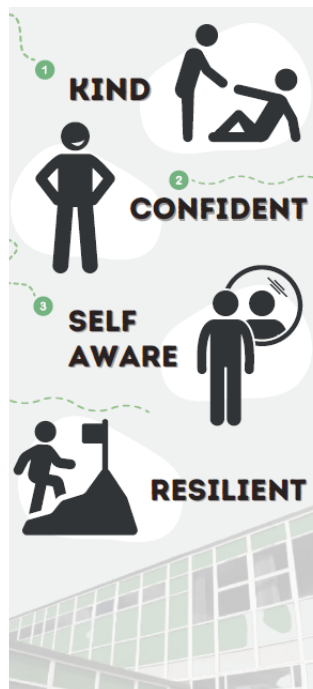 1
KIND
2
CONFIDENT
3
SELF
AWARE
RESILIENT